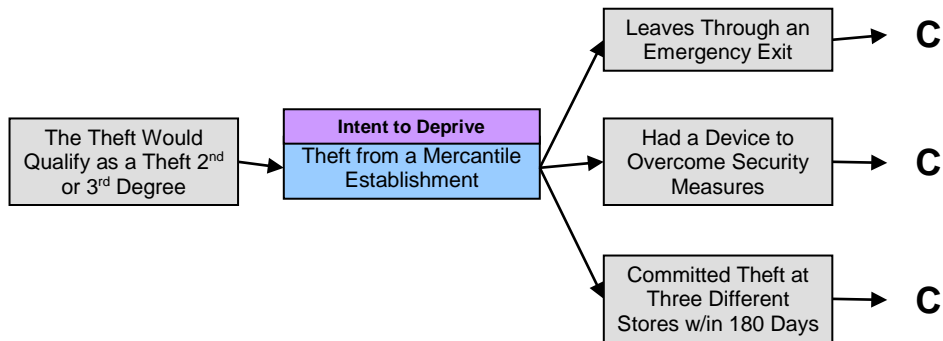 The Theft Would
Qualify as a Theft 2nd
or 3rd Degree
Intent to Deprive
Theft from a Mercantile
Establishment
Leaves Through an
Emergency Exit
C
Had a Device to
Overcome Security
Measures
C
Committed Theft at
Three Different
Stores w/in 180 Days
C